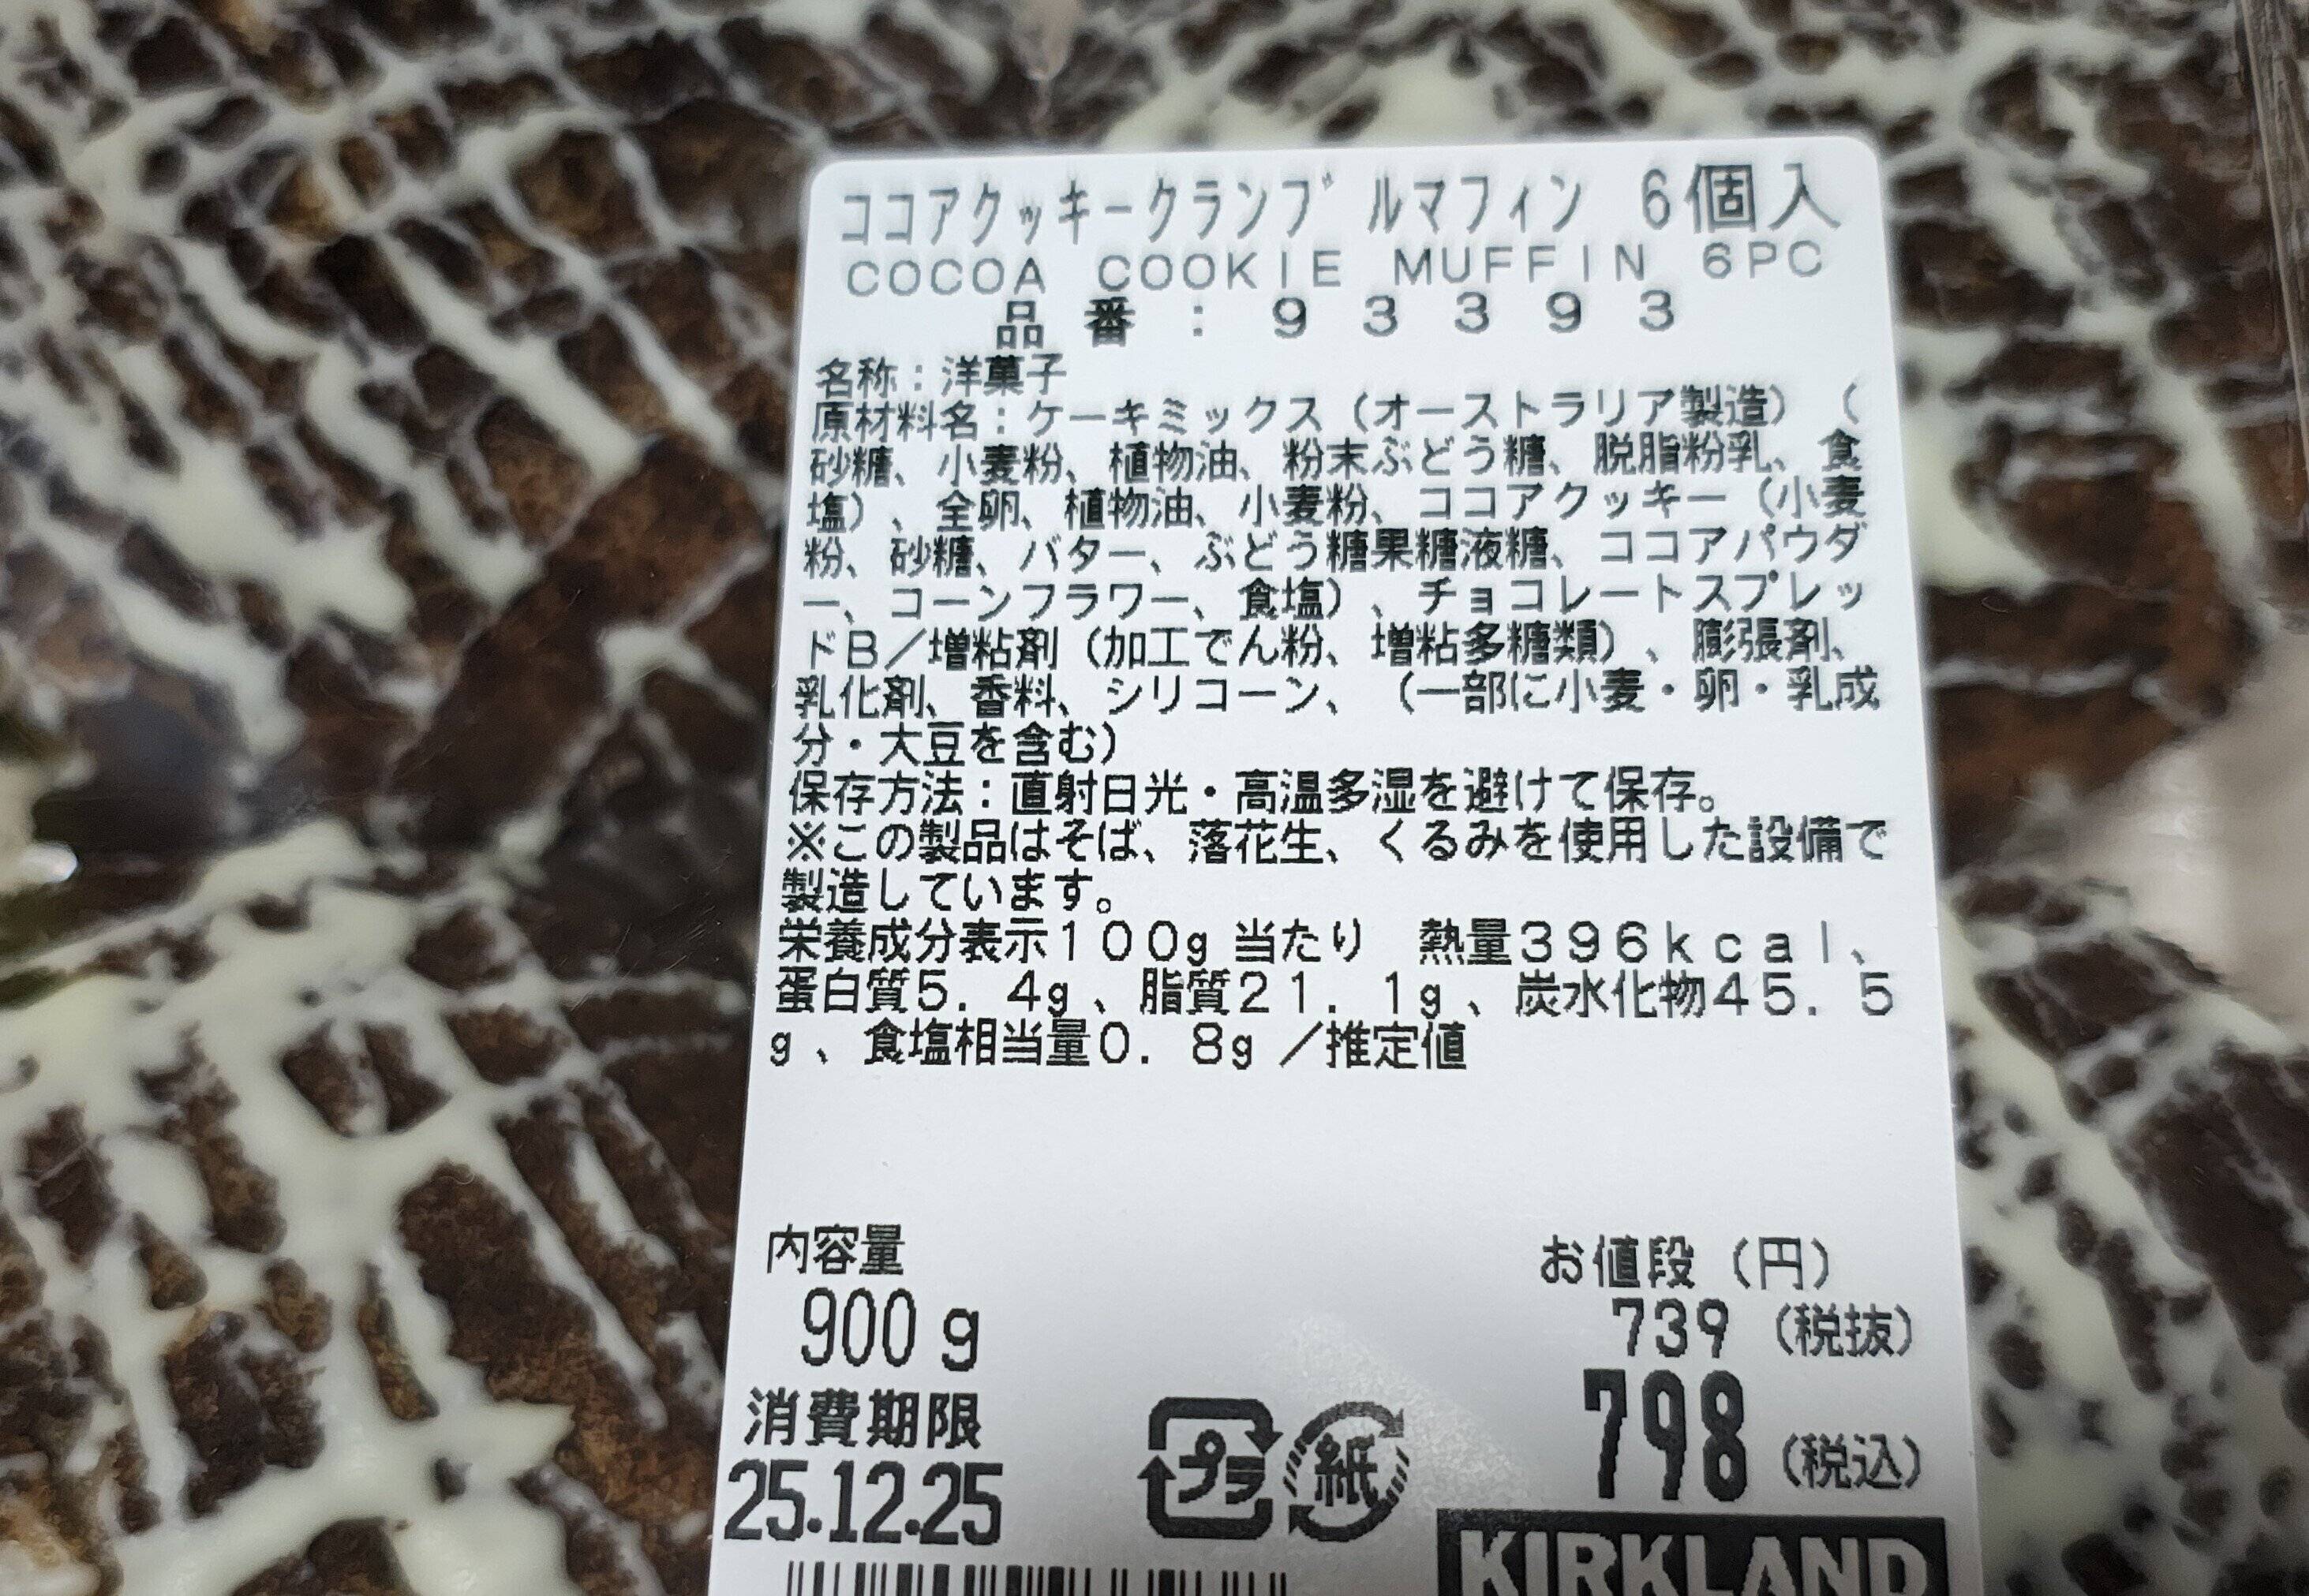 ココアクッキークランブルマフィン 6個入
COCOA COOKIE MUFFIN 6PC
品番:93393
名称:洋菓子
原材料名:ケーキミックス(オーストラリア製造)(
砂糖、小麦粉、植物油、粉末ぶどう糖、脱脂粉乳、食
塩)、全卵、植物油、小麦粉、ココアクッキー(小麦
粉、砂糖、バター、ぶどう糖果糖液糖、ココアパウダ
ー、コーンフラワー、食塩)、チョコレートスプレッ
ドB/増粘剤(加工でん粉、増粘多糖類)、膨張剤、
乳化剤、香料、シリコーン、(一部に小麦・卵・乳成
分・大豆を含む)
保存方法:直射日光・高温多湿を避けて保存。
※この製品はそば、落花生、くるみを使用した設備で
製造しています。
栄養成分表示100g当たり 熱量396kcal、
蛋白質5.4g、脂質21.1g、炭水化物45.5
g、食塩相当量0.8g/推定値
内容量
900g
お値段(円)
739(税抜)
798(税込)
消費期限
25.12.25
プラ
紙
KIRKLAND